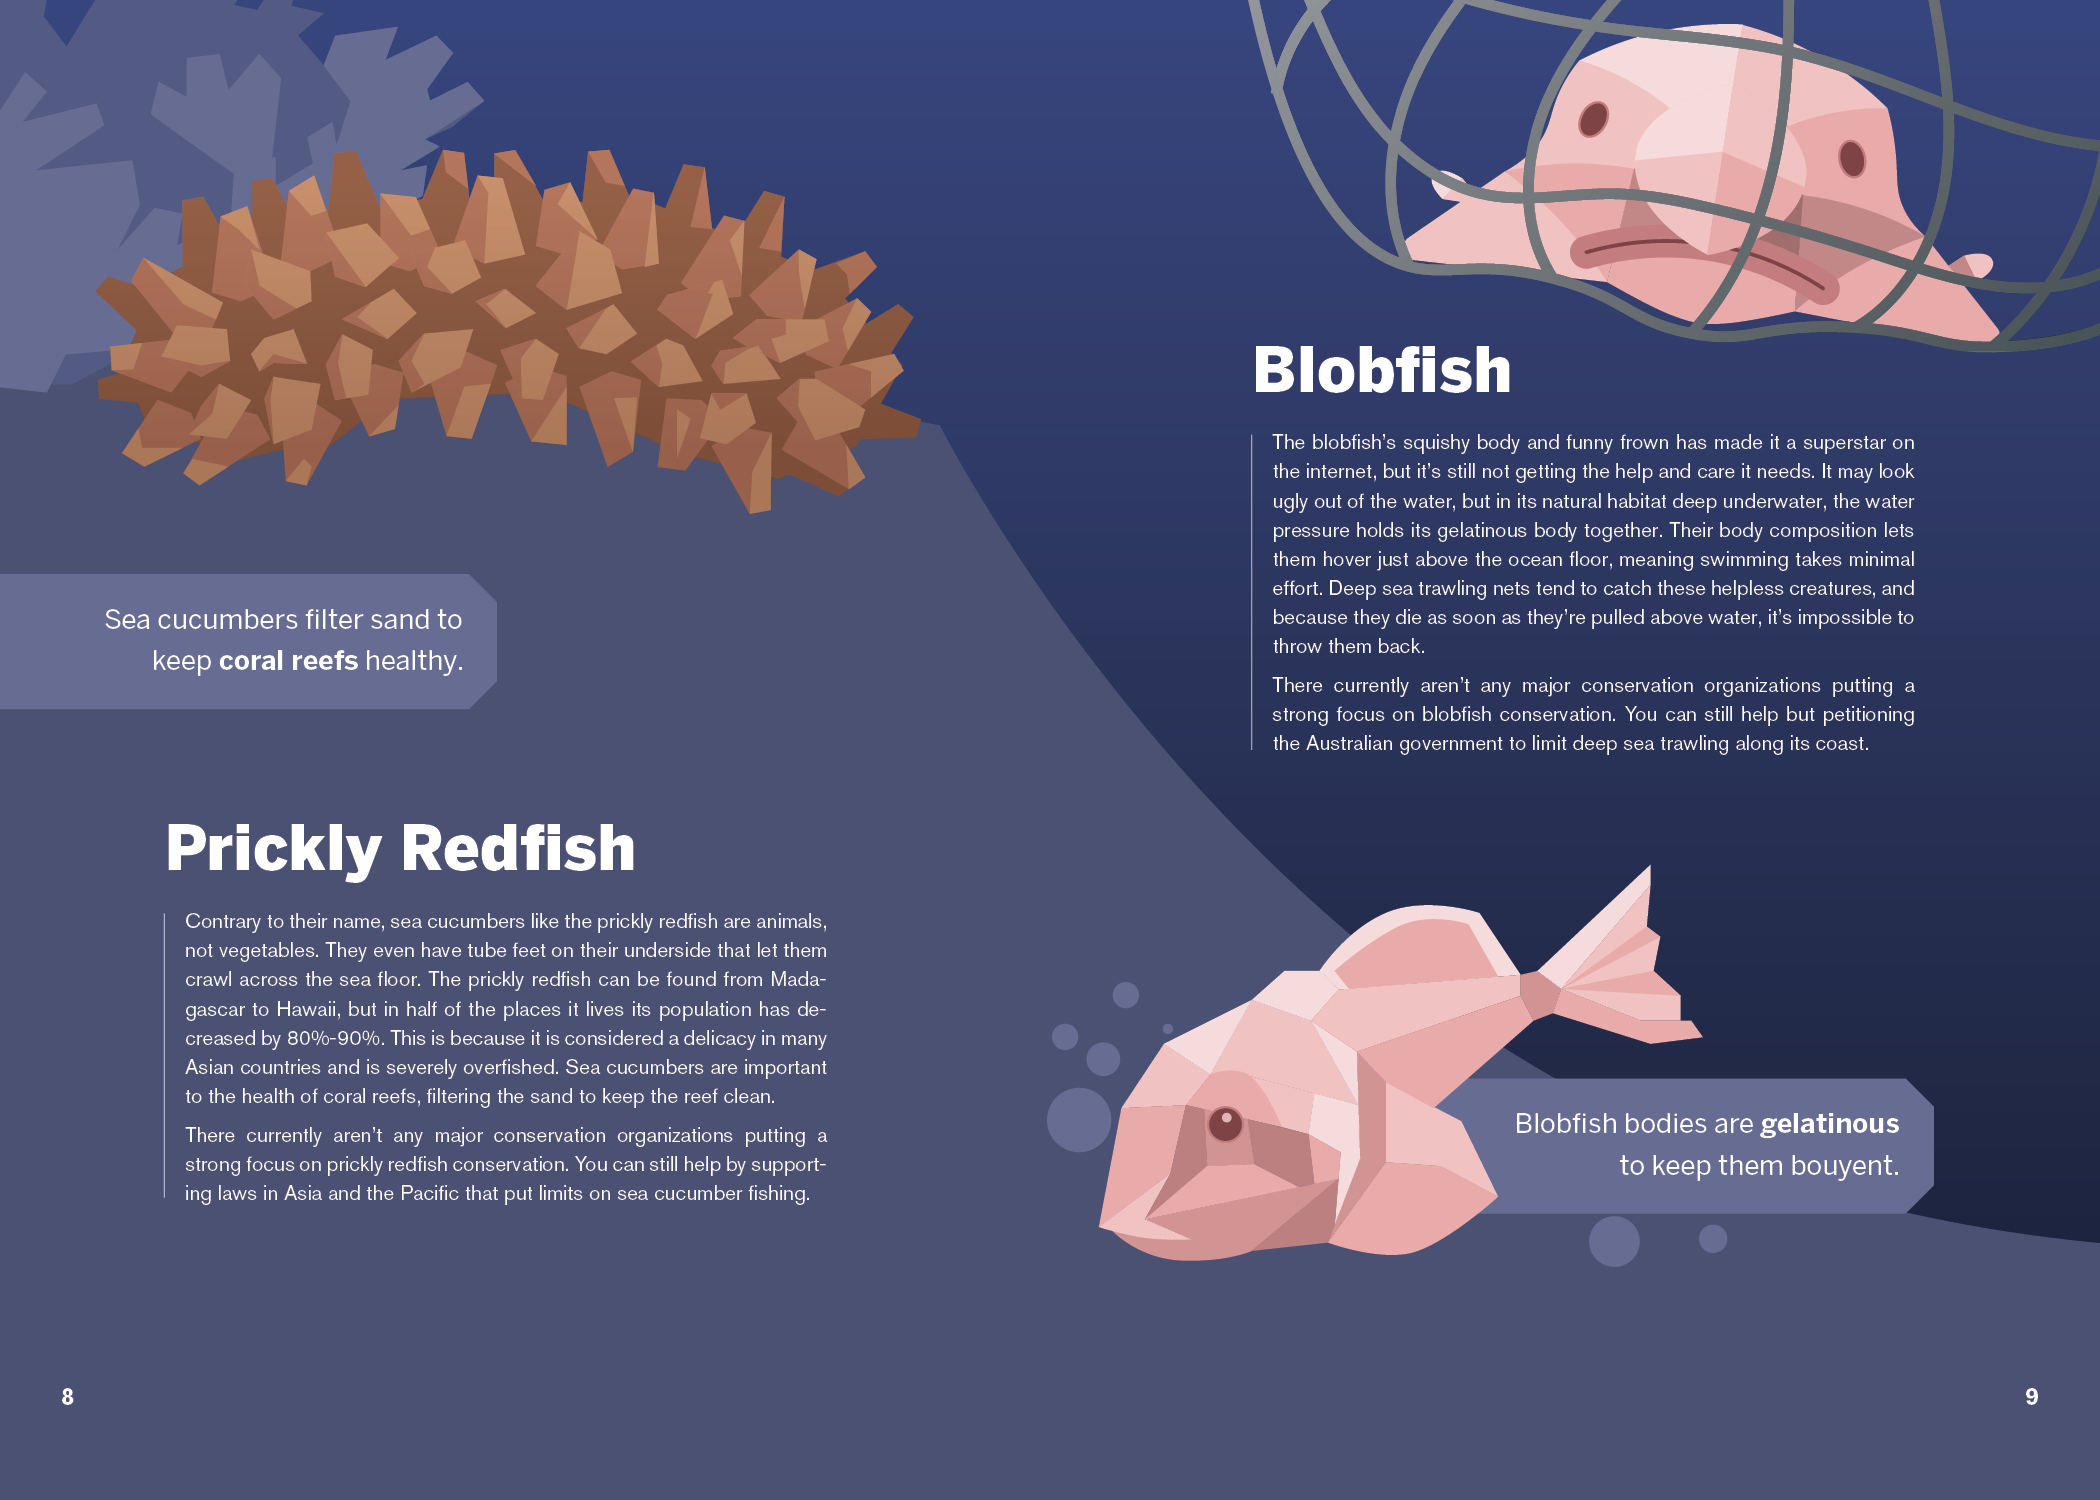 Sea cucumbers filter sand to
keep coral reefs healthy.
Prickly Redfish
Contrary to their name, sea cucumbers like the prickly redfish are animals,
not vegetables. They even have tube feet on their underside that let them
crawl across the sea floor. The prickly redfish can be found from Mada-
gascar to Hawaii, but in half of the places it lives its population has de-
creased by 80%-90%. This is because it is considered a delicacy in many
Asian countries and is severely overfished. Sea cucumbers are important
to the health of coral reefs, filtering the sand to keep the reef clean.
There currently aren't any major conservation organizations putting a
strong focus on prickly redfish conservation. You can still help by support-
ing laws in Asia and the Pacific that put limits on sea cucumber fishing.
8
Blobfish
The blobfish's squishy body and funny frown has made it a superstar on
the internet, but it's still not getting the help and care it needs. It may look
ugly out of the water, but in its natural habitat deep underwater, the water
pressure holds its gelatinous body together. Their body composition lets
them hover just above the ocean floor, meaning swimming takes minimal
effort. Deep sea trawling nets tend to catch these helpless creatures, and
because they die as soon as they're pulled above water, it's impossible to
throw them back.
There currently aren't any major conservation organizations putting a
strong focus on blobfish conservation. You can still help but petitioning
the Australian government to limit deep sea trawling along its coast.
Blobfish bodies are gelatinous
to keep them bouyent.
9